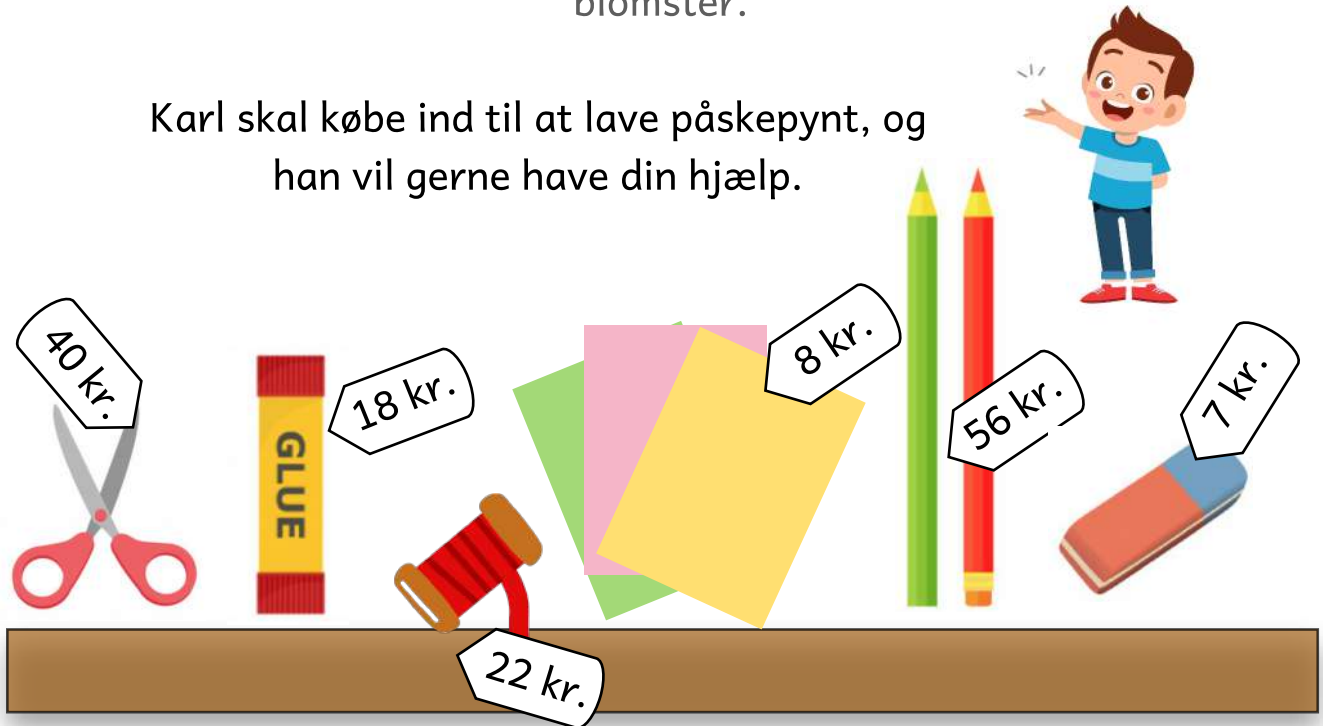 blomster.
Karl skal købe ind til at lave påskepynt, og
han vil gerne have din hjælp.
40 kr.
18 kr.
8 kr.
56 kr.
7 kr.
GLUE
22 kr.